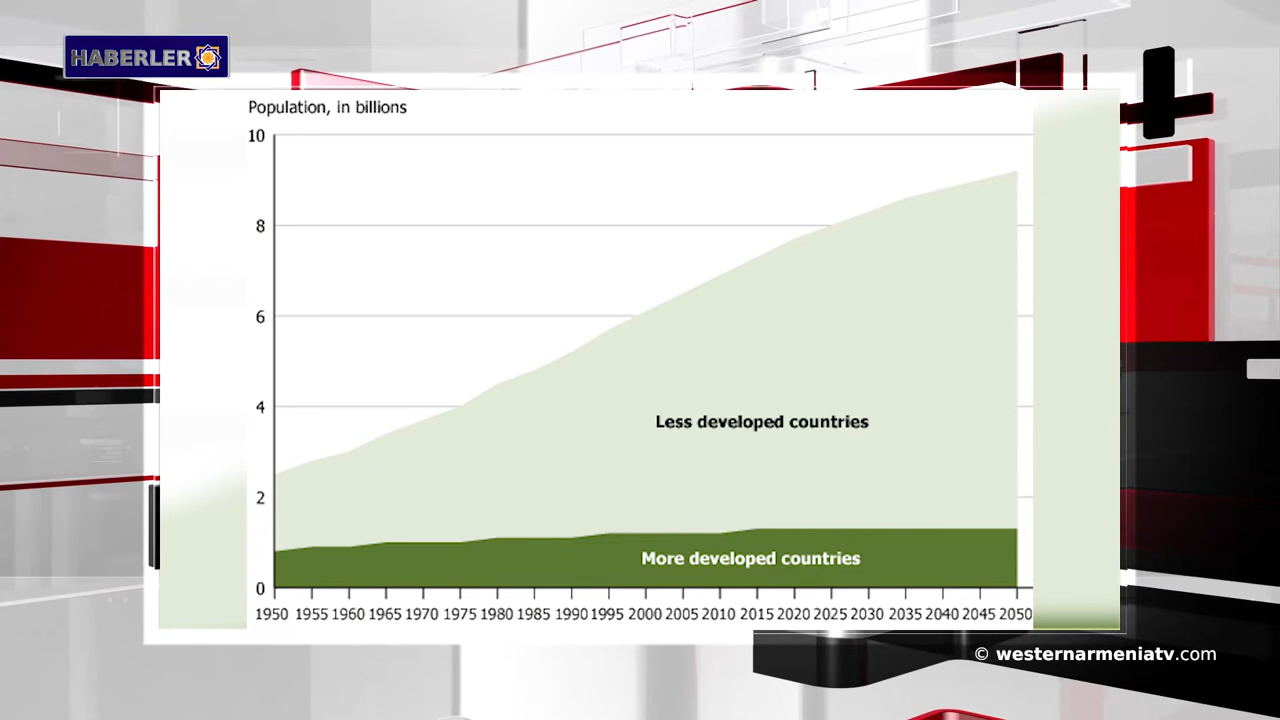 HABERLER
Population, in billions
10
8
6
4
2
0
Less developed countries
More developed countries
1950 1955 1960 1965 1970 1975 1980 1985 1990 1995 2000 2005 2010 2015 2020 2025 2030 2035 2040 2045 2050
© westernarmeniatv.com